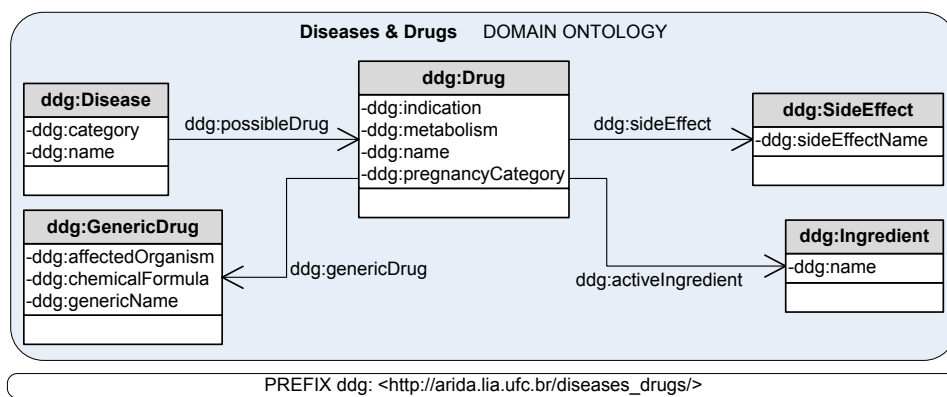 Diseases & Drugs DOMAIN ONTOLOGY
ddg:Disease
-ddg:category
-ddg:name
ddg:possibleDrug
ddg:Drug
-ddg:indication
-ddg:metabolism
-ddg:name
-ddg:pregnancyCategory
ddg:sideEffect
ddg:SideEffect
-ddg:sideEffectName
ddg:GenericDrug
-ddg:affectedOrganism
-ddg:chemicalFormula
-ddg:genericName
ddg:genericDrug
ddg:activeIngredient
ddg:Ingredient
-ddg:name
PREFIX ddg: <http://arida.lia.ufc.br/diseases_drugs/>